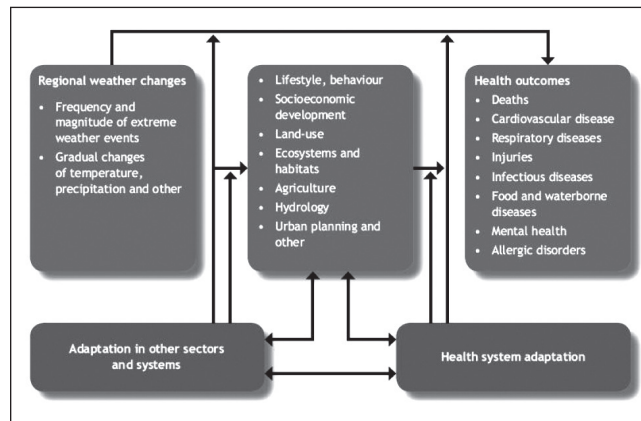 Regional weather changes
• Frequency and
magnitude of extreme
weather events
• Gradual changes
of temperature,
precipitation and other
• Lifestyle, behaviour
• Socioeconomic
development
• Land-use
• Ecosystems and
habitats
• Agriculture
• Hydrology
• Urban planning and
other
Health outcomes
• Deaths
• Cardiovascular disease
• Respiratory diseases
• Injuries
• Infectious diseases
• Food and waterborne
diseases
• Mental health
• Allergic disorders
Adaptation in other sectors
and systems
Health system adaptation